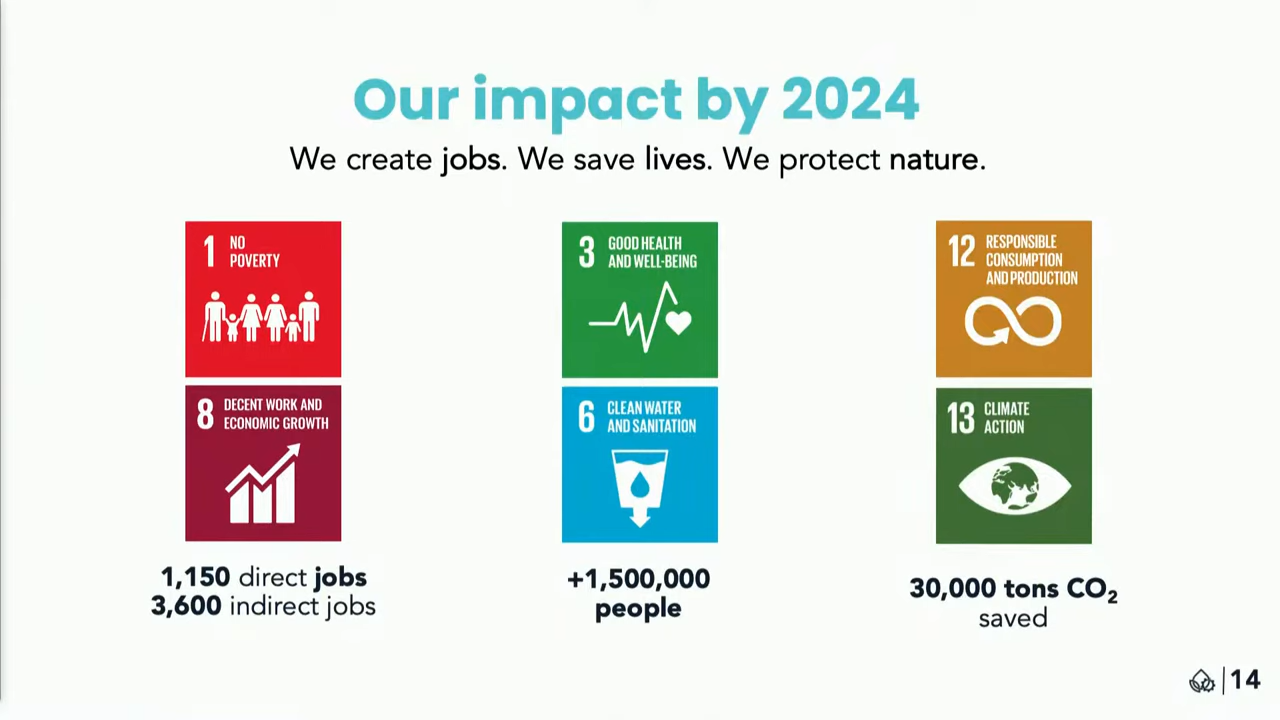 Our impact by 2024
We create jobs. We save lives. We protect nature.
1 NO
POVERTY
8 DECENT WORK AND
ECONOMIC GROWTH
1,150 direct jobs
3,600 indirect jobs
3 GOOD HEALTH
AND WELL-BEING
6 CLEAN WATER
AND SANITATION
+1,500,000
people
12 RESPONSIBLE
CONSUMPTION
AND PRODUCTION
13 CLIMATE
ACTION
30,000 tons CO₂
saved
14